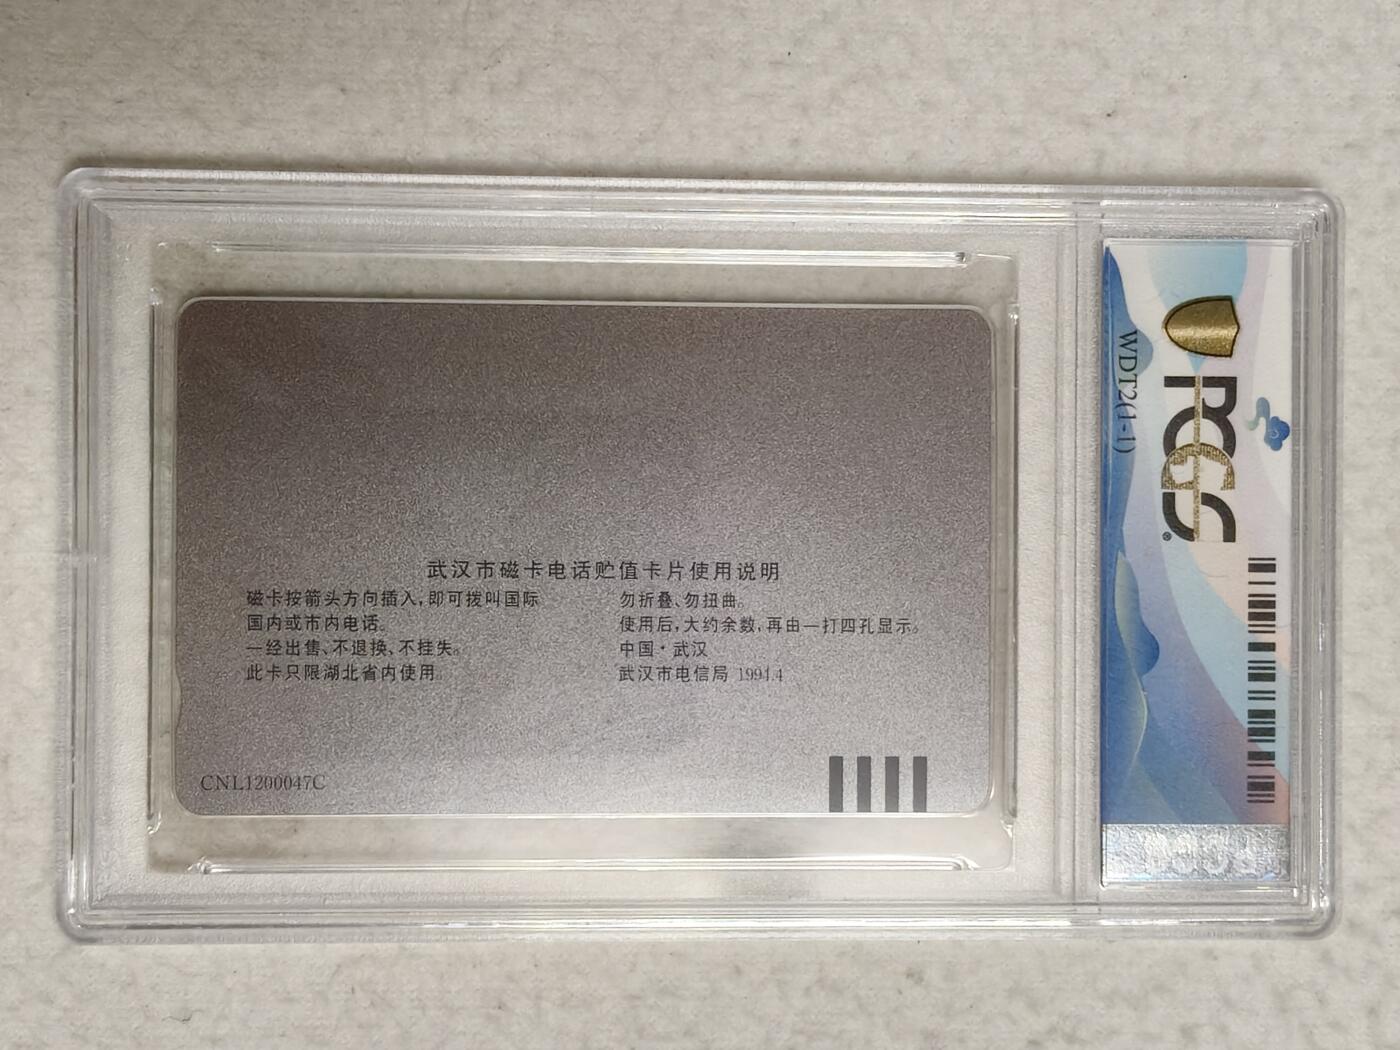 武汉市磁卡电话贮值卡片使用说明
磁卡按箭头方向插入,即可拨叫国际
国内或市内电话。
一经出售、不退换、不挂失。
此卡只限湖北省内使用。
勿折叠、勿扭曲。
使用后,大约余数,再由一打四孔显示。
中国·武汉
武汉市电信局 1994.4
CNL1200047C
PCGS
WDT2(1-1)